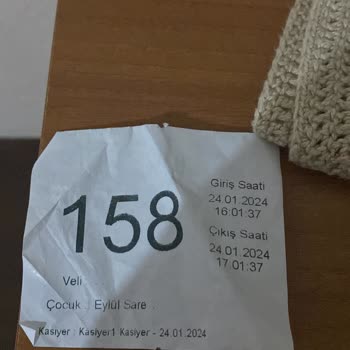 158
Giriş Saati
24.01.2024
16:01:37
Çıkış Saati
24.01.2024
17:01:37
Veli
Çocuk : Eylül Sare
Kasiyer : Kasiyer1 Kasiyer - 24.01.2024